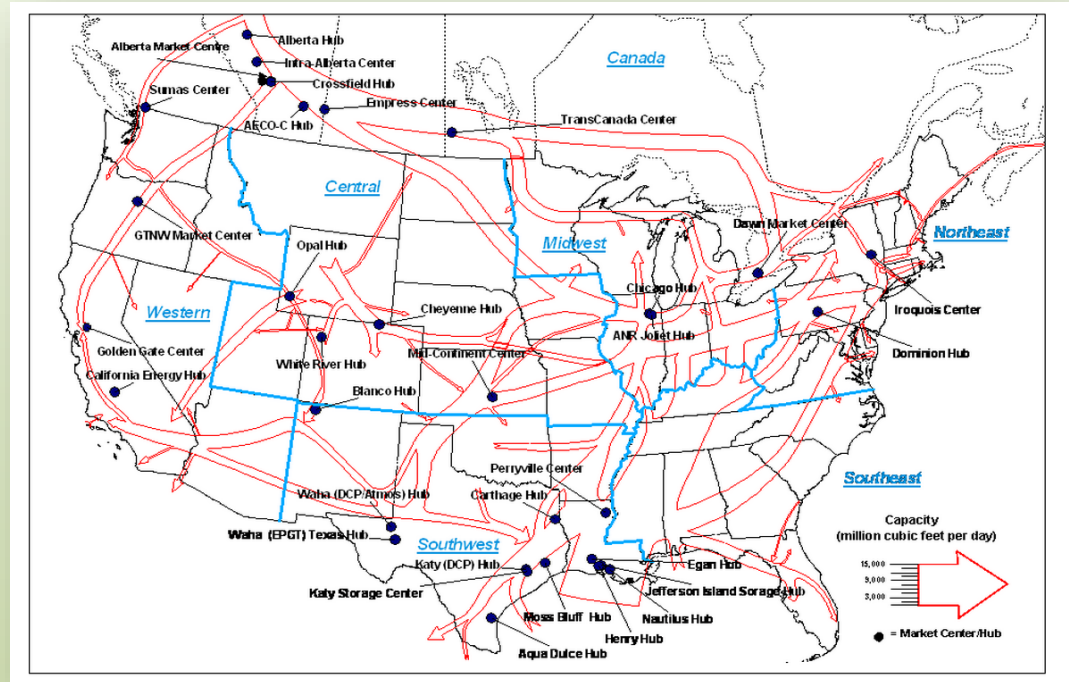 Alberta Market Centre
Alberta Hub
Intra-Alberta Center
Crossfield Hub
Sumas Center
Empress Center
AECO-C Hub
TransCanada Center
Canada
Central
GTNW Market Center
Opal Hub
Midwest
Dawn Market Center
Northeast
Western
Cheyenne Hub
Chicago Hub
Iroquois Center
ANR Joliet Hub
Golden Gate Center
White River Hub
Mid-Continent Center
Dominion Hub
California Energy Hub
Blanco Hub
Perryville Center
Southeast
Waha (DCP/Atmos) Hub
Carthage Hub
Waha (EPGT) Texas Hub
Southwest
Katy (DCP) Hub
Egan Hub
Katy Storage Center
Jefferson Island Sorage Hub
Moss Bluff Hub
Nautilus Hub
Henry Hub
Aqua Dulce Hub
Capacity
(million cubic feet per day)
15,000
9,000
3,000
= Market Center/Hub